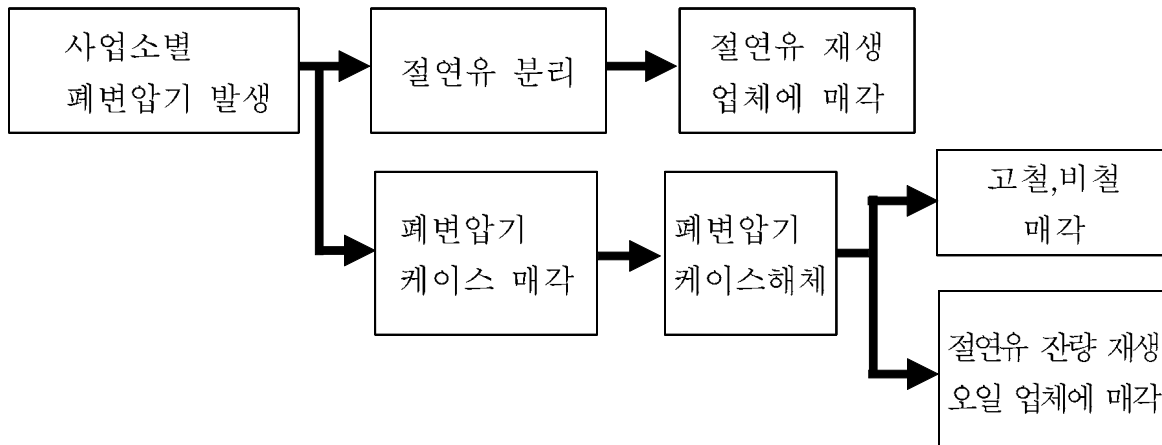 사업소별
폐변압기 발생
절연유 분리
절연유 재생
업체에 매각
폐변압기
케이스 매각
폐변압기
케이스해체
고철,비철
매각
절연유 잔량 재생
오일 업체에 매각